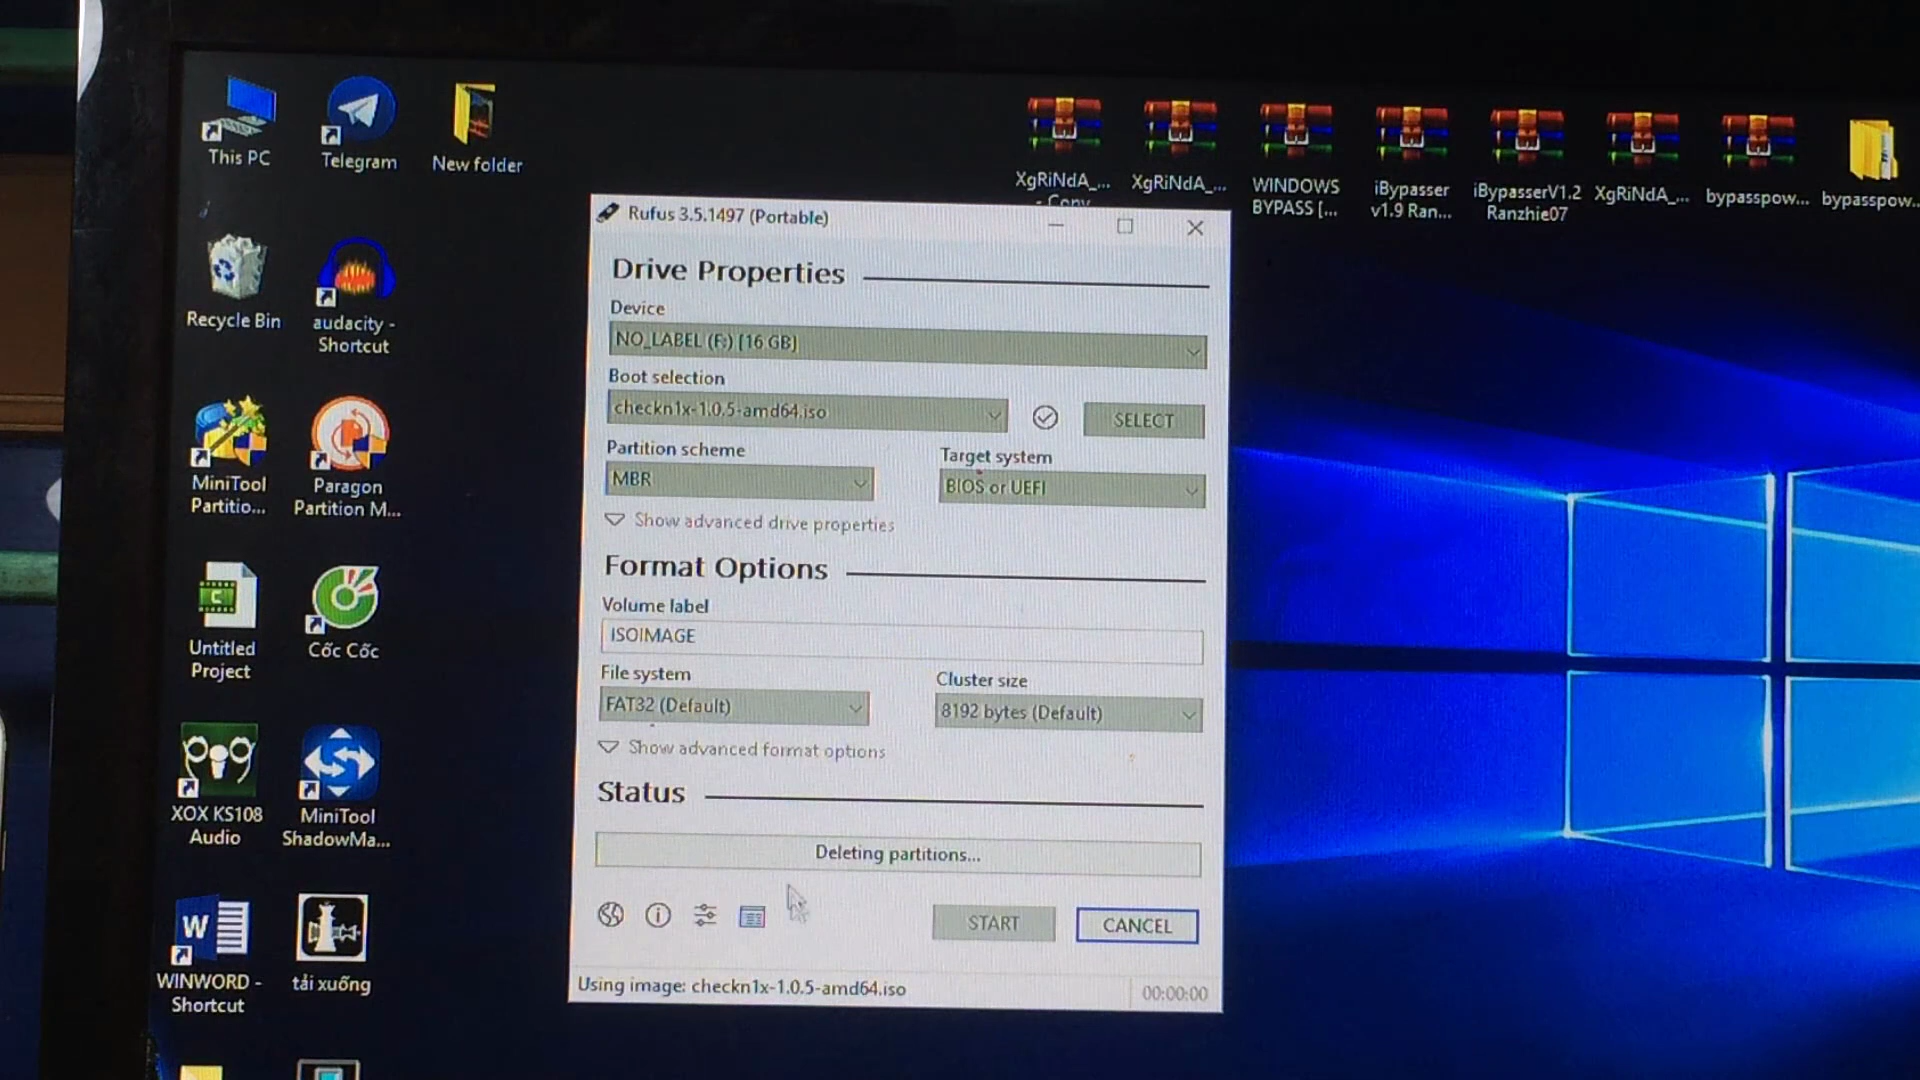 This PC
Telegram
New folder
XgRiNdA_...
- Copy
XgRiNdA_...
WINDOWS
BYPASS [...
iBypasser
v1.9 Ran...
iBypasserV1.2
Ranzhie07
XgRiNdA_...
bypasspow...
bypasspow...
Recycle Bin
audacity -
Shortcut
MiniTool
Partitio...
Paragon
Partition M...
Untitled
Project
Cốc Cốc
XOX KS108
Audio
MiniTool
ShadowMa...
WINWORD -
Shortcut
tải xuống
Rufus 3.5.1497 (Portable)
Drive Properties
Device
NO_LABEL (F:) [16 GB]
Boot selection
checkn1x-1.0.5-amd64.iso
SELECT
Partition scheme
Target system
MBR
BIOS or UEFI
Show advanced drive properties
Format Options
Volume label
ISOIMAGE
File system
Cluster size
FAT32 (Default)
8192 bytes (Default)
Show advanced format options
Status
Deleting partitions...
START
CANCEL
Using image: checkn1x-1.0.5-amd64.iso
00:00:00